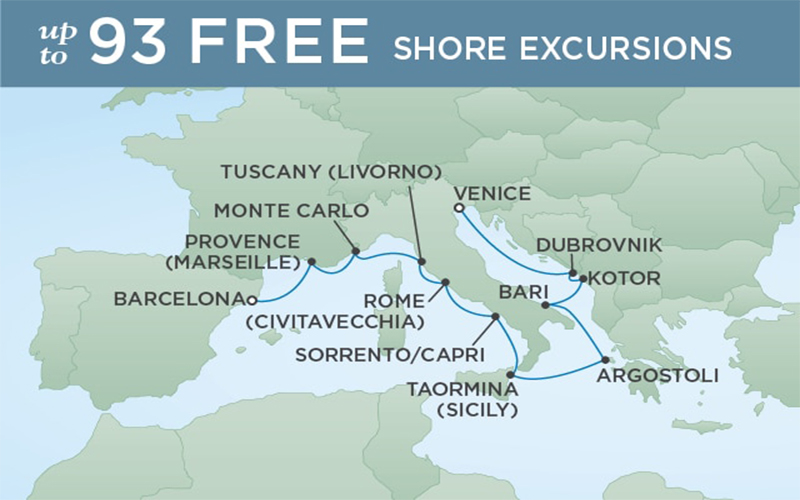 up to 93 FREE SHORE EXCURSIONS
TUSCANY (LIVORNO)
VENICE
MONTE CARLO
PROVENCE
(MARSEILLE)
DUBROVNIK
KOTOR
BARCELONA
ROME
(CIVITAVECCHIA)
BARI
SORRENTO/CAPRI
ARGOSTOLI
TAORMINA
(SICILY)